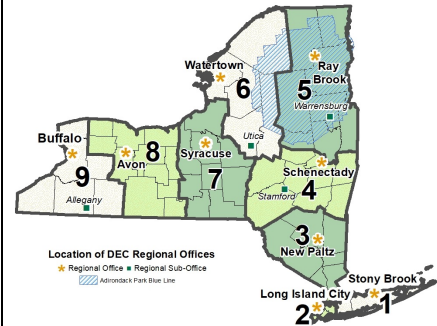 Watertown
6
Ray
Brook
5
Warrensburg
Buffalo
Utica
8
Avon
Syracuse
Schenectady
9
7
4
Allegany
Stamford
3
New Paltz
Location of DEC Regional Offices
Regional Office Regional Sub-Office
Adirondack Park Blue Line
Stony Brook
Long Island City
1
2